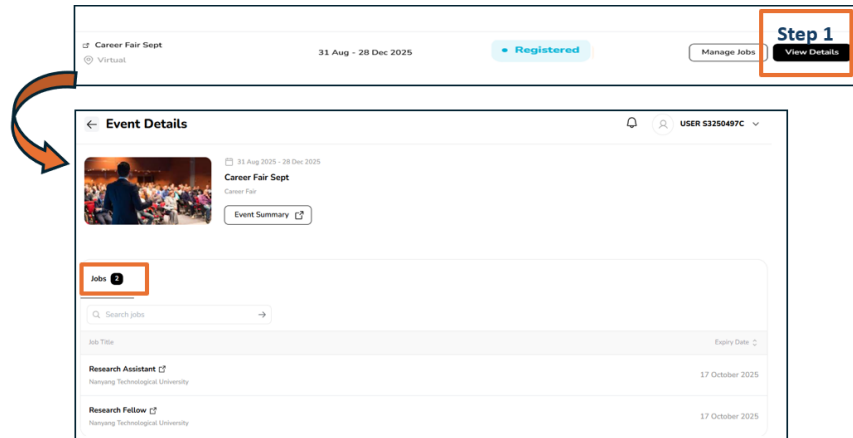 Step 1
Career Fair Sept
Virtual
31 Aug - 28 Dec 2025
Registered
Manage Jobs
View Details
Event Details
USER S3250497C
31 Aug 2025 - 28 Dec 2025
Career Fair Sept
Career Fair
Event Summary
Jobs 2
Search jobs
Job Title Expiry Date
Research Assistant
Nanyang Technological University
17 October 2025
Research Fellow
Nanyang Technological University
17 October 2025